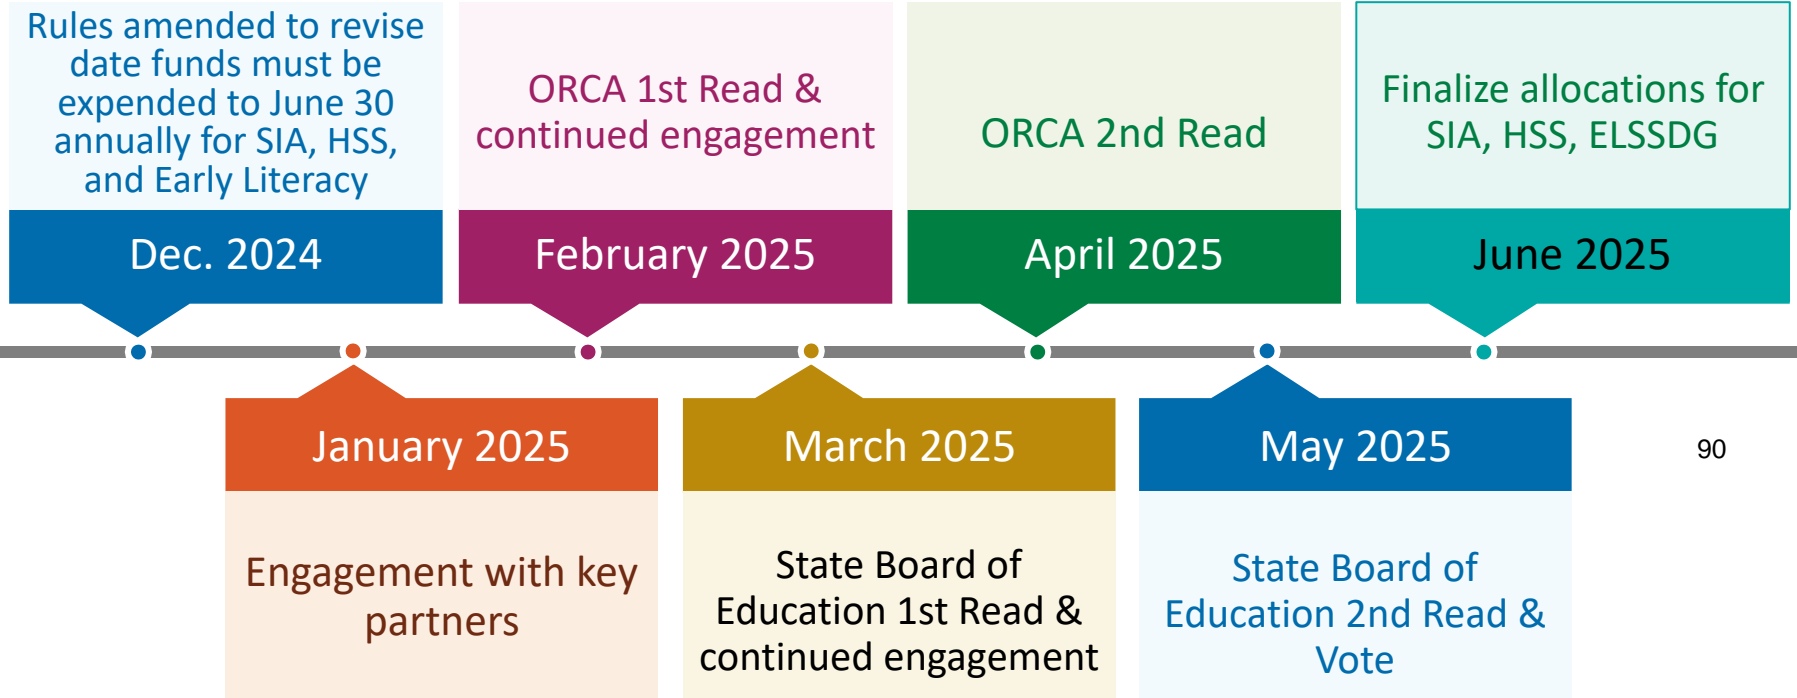 Rules amended to revise
date funds must be
expended to June 30
annually for SIA, HSS,
and Early Literacy
Dec. 2024
ORCA 1st Read &
continued engagement
February 2025
ORCA 2nd Read
April 2025
Finalize allocations for
SIA, HSS, ELSSDG
June 2025
January 2025
Engagement with key
partners
March 2025
State Board of
Education 1st Read &
continued engagement
May 2025
State Board of
Education 2nd Read &
Vote
90